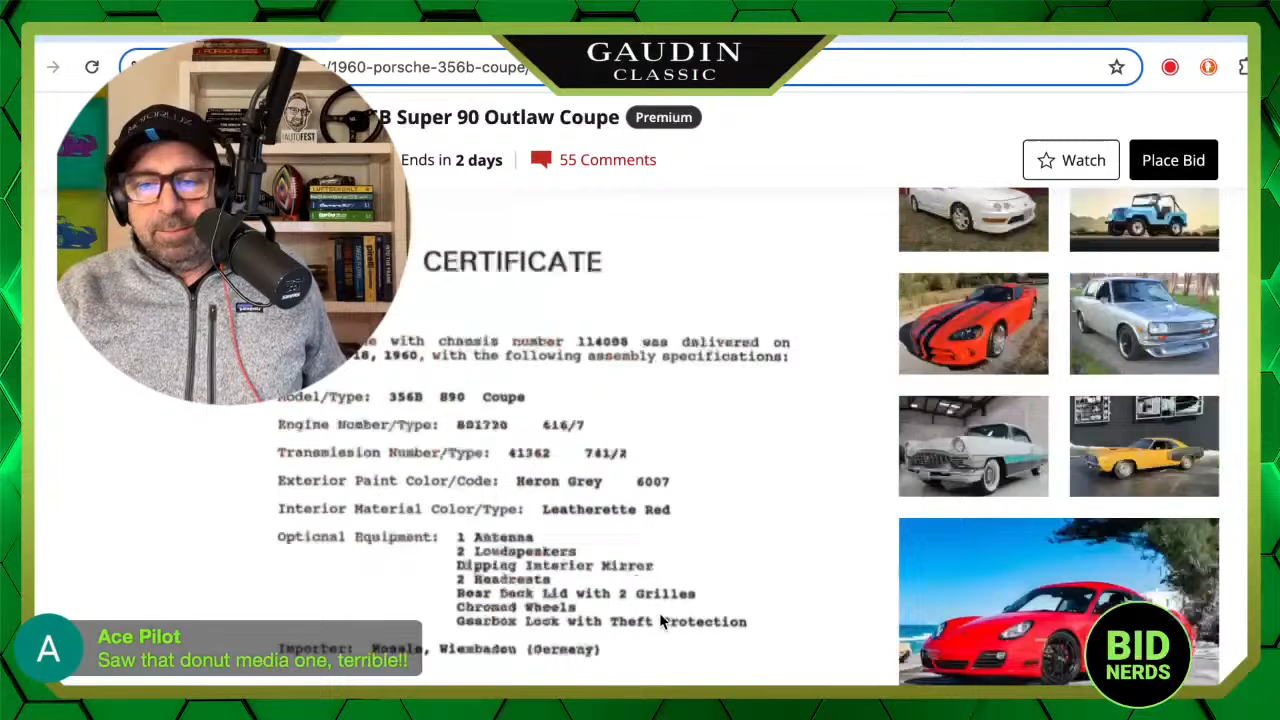 GAUDIN
CLASSIC
/1960-porsche-356b-coupe/
B Super 90 Outlaw Coupe
Premium
Ends in 2 days
55 Comments
Watch
Place Bid
CERTIFICATE
with chassis number 114098 was delivered on
18, 1960, with the following assembly specifications:
Model/Type: 356B S90 Coupe
Engine Number/Type: 801720 616/7
Transmission Number/Type: 41362 741/2
Exterior Paint Color/Code: Heron Grey 6007
Interior Material Color/Type: Leatherette Red
Optional Equipment: 1 Antenna
2 Loudspeakers
Dipping Interior Mirror
2 Headrests
Rear Deck Lid with 2 Grilles
Chromed Wheels
Gearbox Lock with Theft Protection
Importer: Wiesbaden (Germany)
A
Ace Pilot
Saw that donut media one, terrible!!
BID
NERDS
AUTOFEST
patagonia